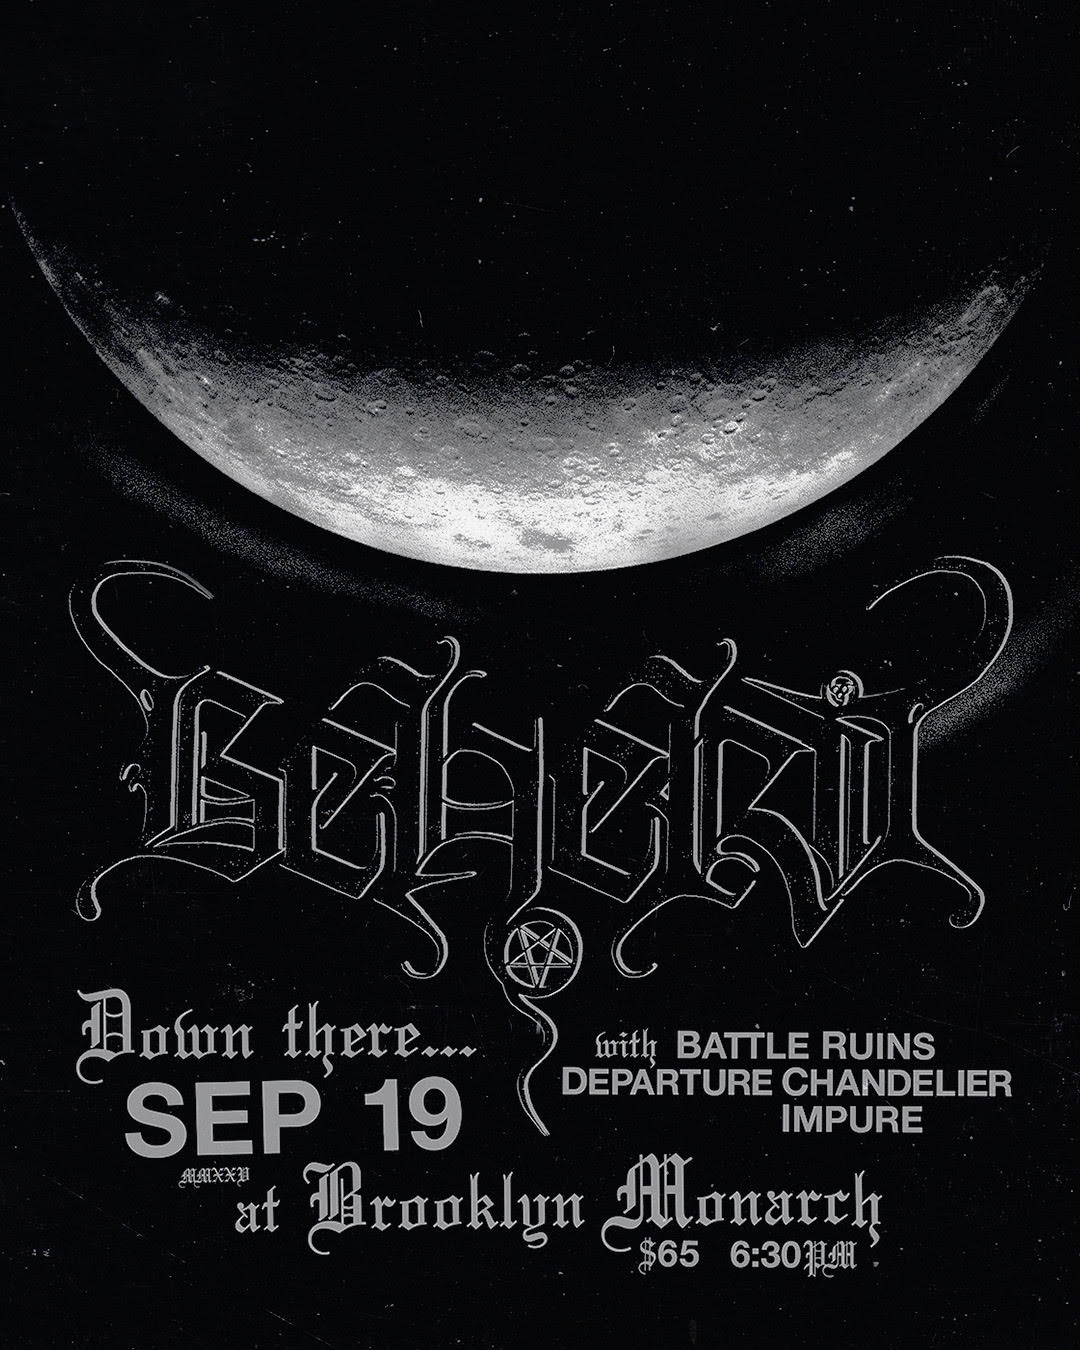 BEHERIT
Down there...
SEP 19
MMXXV
with BATTLE RUINS
DEPARTURE CHANDELIER
IMPURE
at Brooklyn Monarch
$65 6:30PM